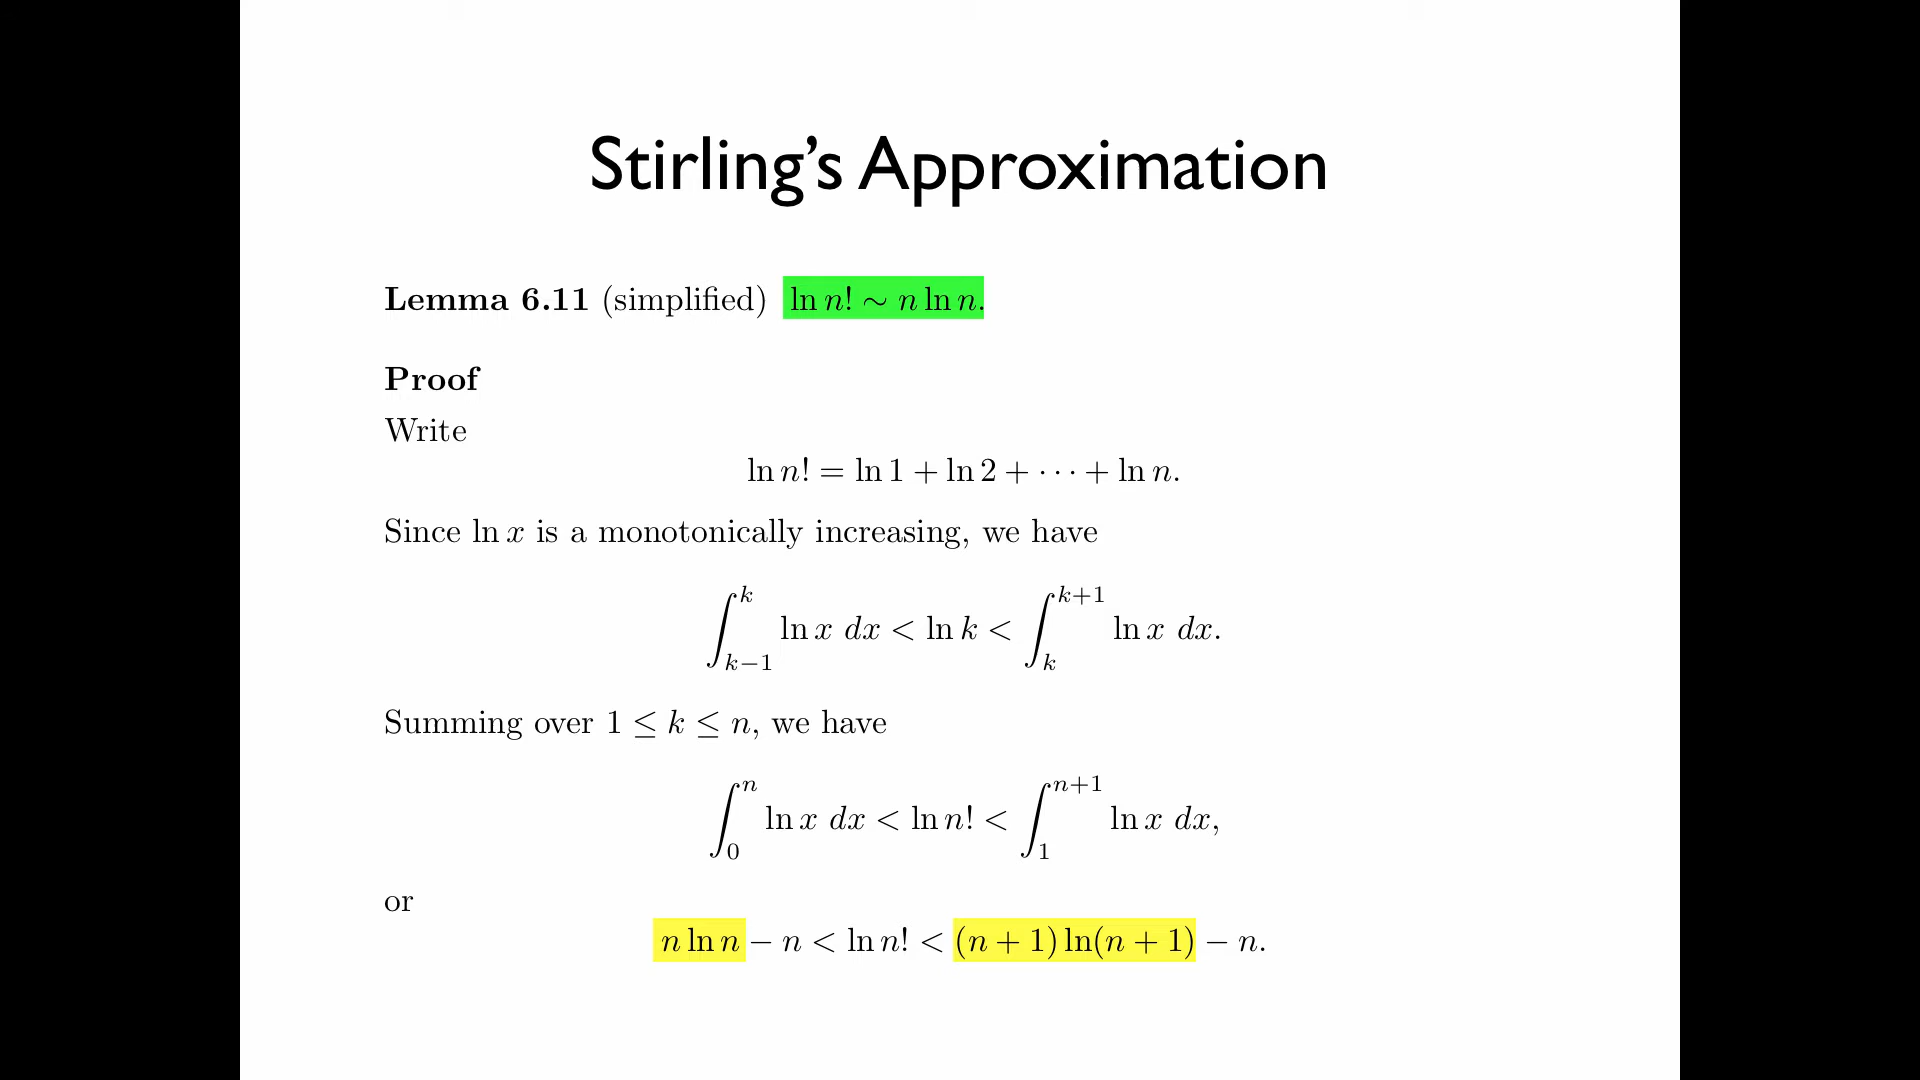 Stirling’s Approximation
Lemma 6.11 (simplified) ln n! ∼ n ln n.
Proof
Write
ln n! = ln 1 + ln 2 + · · · + ln n.
Since ln x is a monotonically increasing, we have
∫_{k−1}^{k} ln x dx < ln k < ∫_{k}^{k+1} ln x dx.
Summing over 1 ≤ k ≤ n, we have
∫_{0}^{n} ln x dx < ln n! < ∫_{1}^{n+1} ln x dx,
or
n ln n − n < ln n! < (n + 1) ln(n + 1) − n.